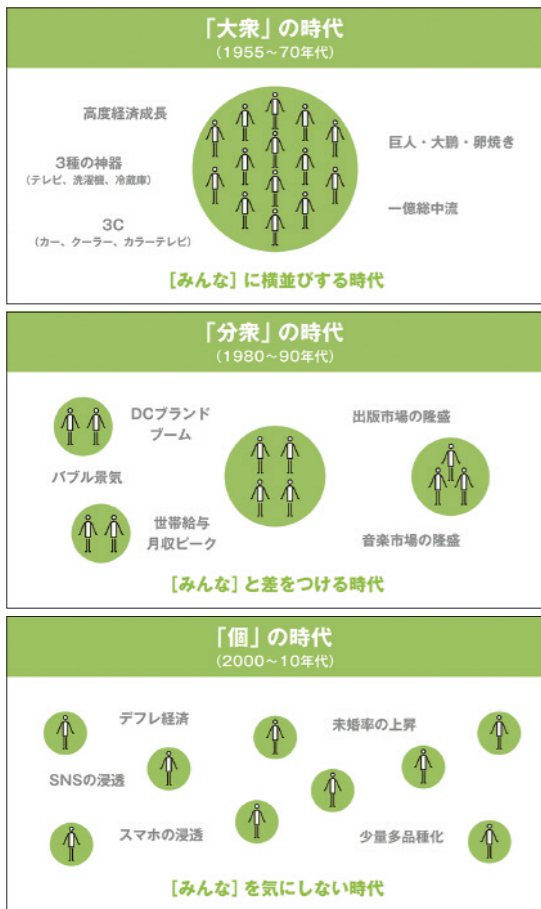 「大衆」の時代
（1955～70年代）
高度経済成長
巨人・大鵬・卵焼き
3種の神器
（テレビ、洗濯機、冷蔵庫）
一億総中流
3C
（カー、クーラー、カラーテレビ）
［みんな］に横並びする時代
「分衆」の時代
（1980～90年代）
DCブランド
ブーム
出版市場の隆盛
バブル景気
世帯給与
月収ピーク
音楽市場の隆盛
［みんな］と差をつける時代
「個」の時代
（2000～10年代）
デフレ経済
未婚率の上昇
SNSの浸透
スマホの浸透
少量多品種化
［みんな］を気にしない時代